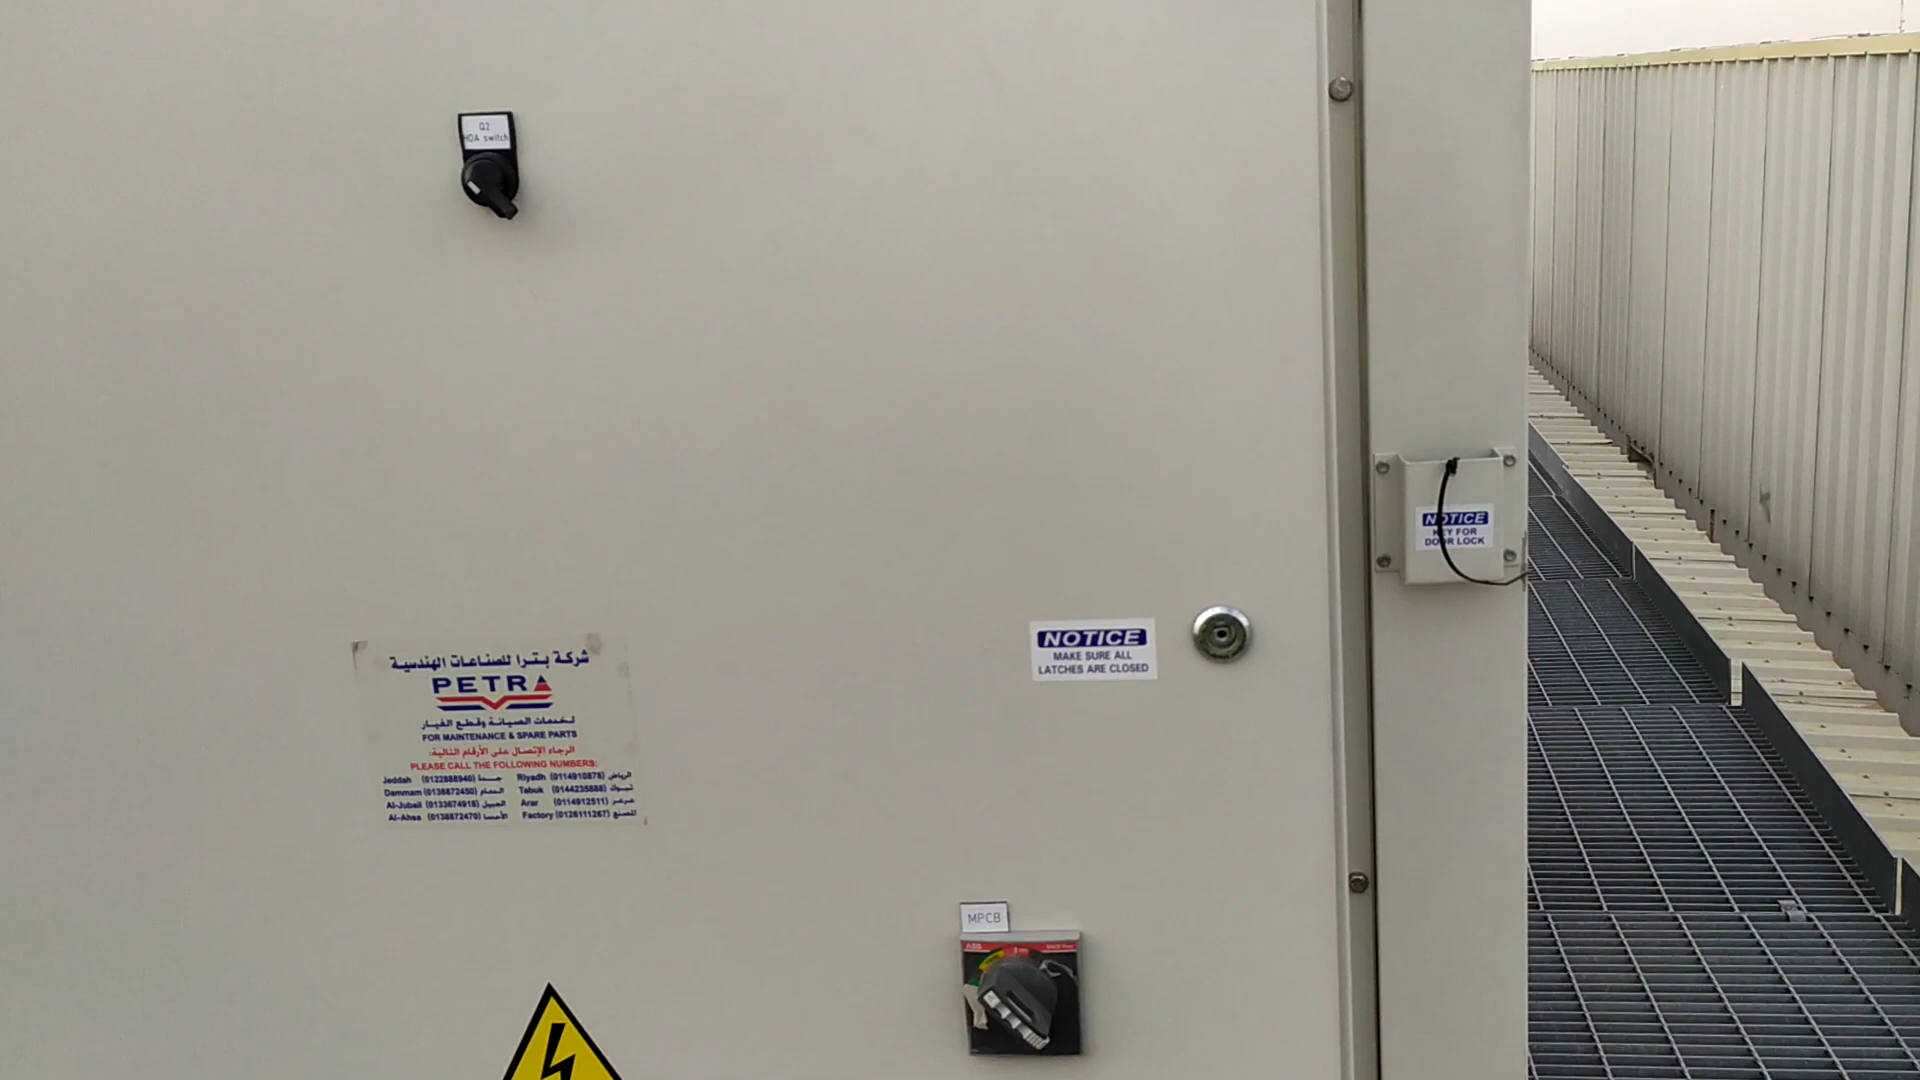 Q2
HOA switch
شركة بترا للصناعات الهندسية
PETRA
لخدمات الصيانة وقطع الغيار
FOR MAINTENANCE & SPARE PARTS
الرجاء الإتصال على الأرقام التالية:
PLEASE CALL THE FOLLOWING NUMBERS:
Jeddah (0122888940) جـــدة Riyadh (0114910878) الرياض
Dammam (0138872450) الدمام Tabuk (0144235888) تبوك
Al-Jubail (0133674918) الجبيل Arar (0114912511) عرعر
Al-Ahsa (0138872470) الأحسا Factory (0126111267) المصنع
NOTICE
MAKE SURE ALL
LATCHES ARE CLOSED
NOTICE
KEY FOR
DOOR LOCK
MPCB
ABB